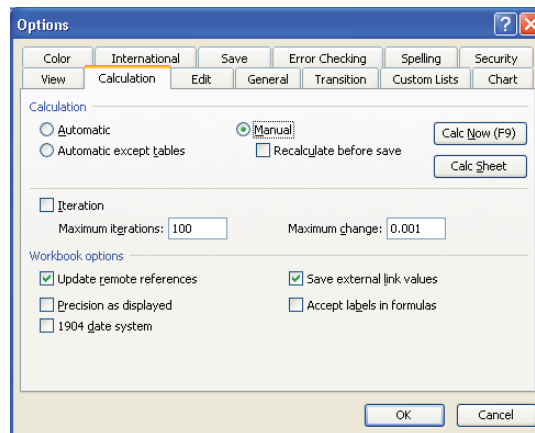 Options
Color International Save Error Checking Spelling Security
View Calculation Edit General Transition Custom Lists Chart
Calculation
Automatic Manual Calc Now (F9)
Automatic except tables Recalculate before save
Calc Sheet
Iteration
Maximum iterations: 100 Maximum change: 0.001
Workbook options
Update remote references Save external link values
Precision as displayed Accept labels in formulas
1904 date system
OK Cancel